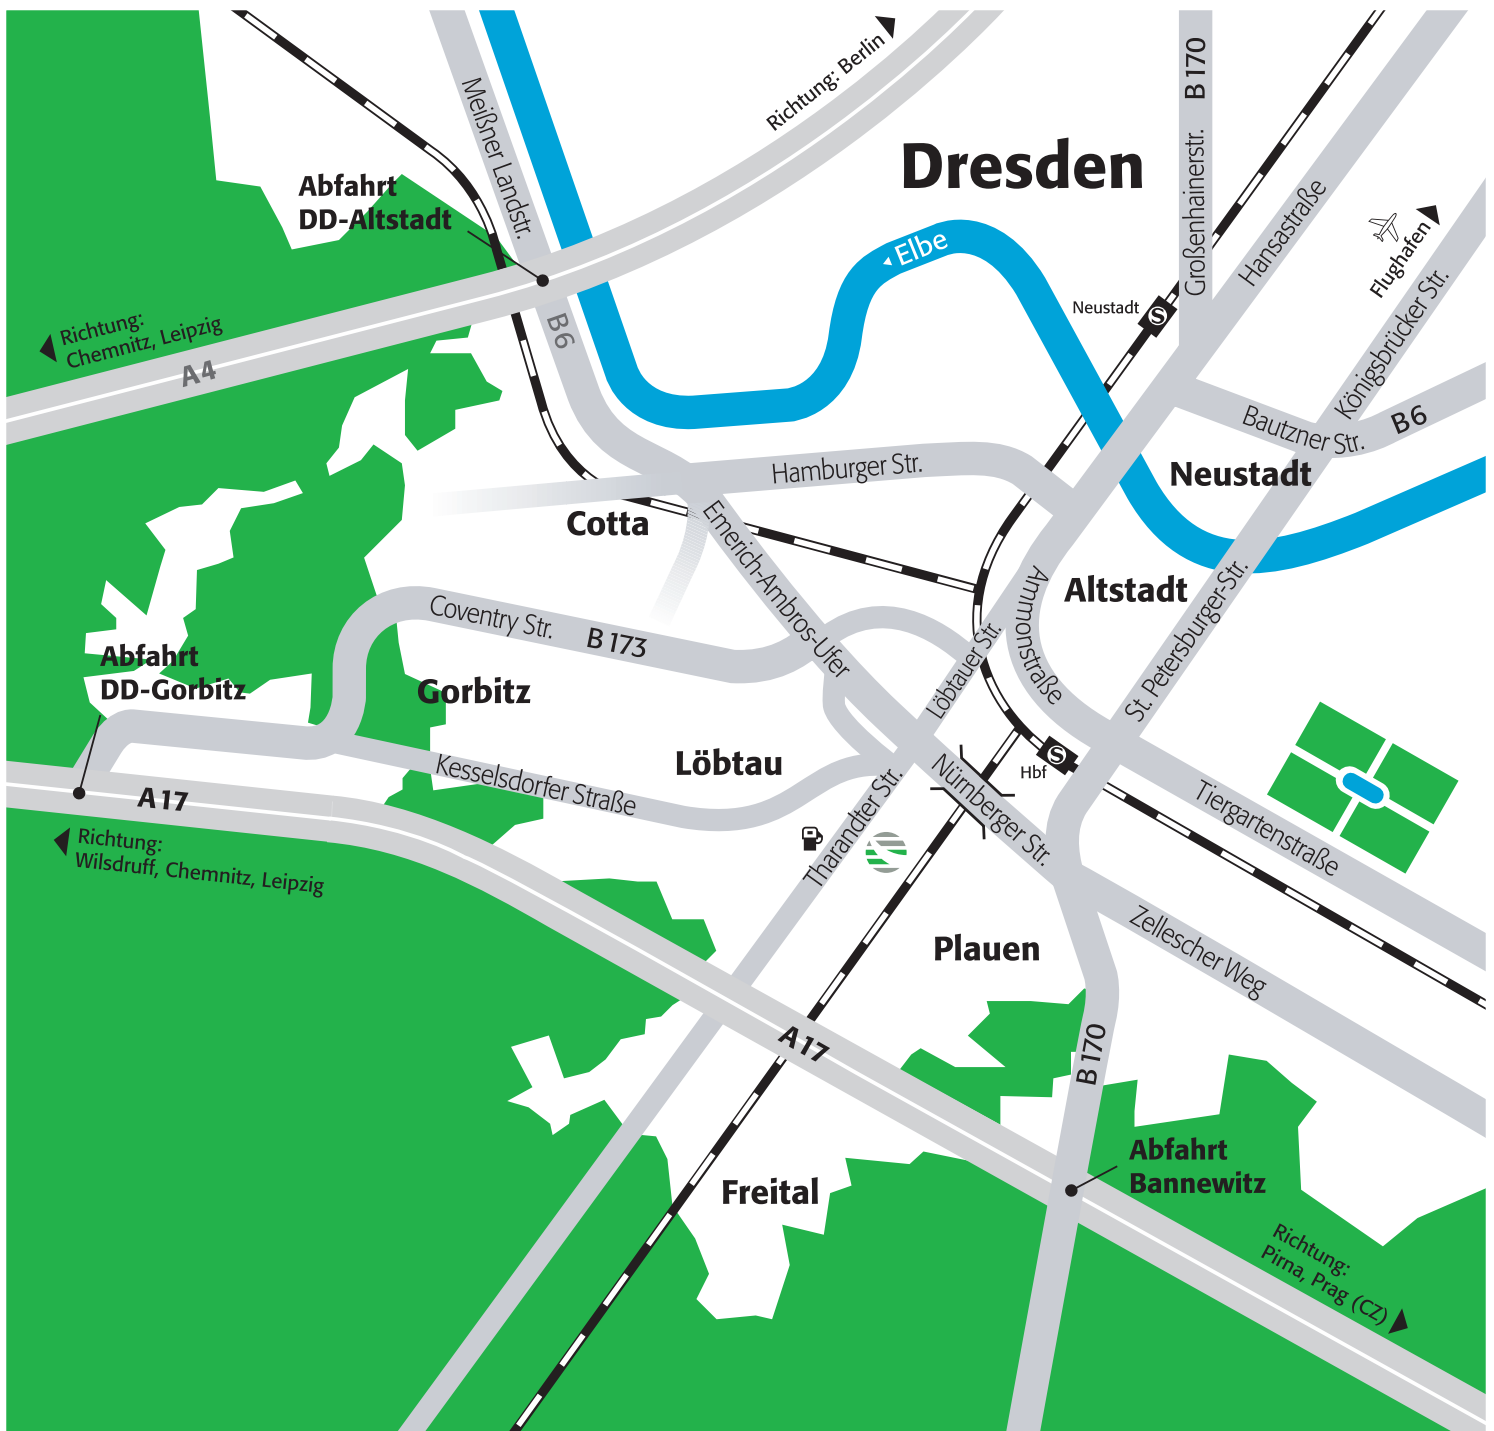 Richtung: Berlin
B 170
Meißner Landstr.
Dresden
Großenhainerstr.
Abfahrt
DD-Altstadt
Hansastraße
Flughafen
Elbe
Königsbrücker Str.
Neustadt
S
Richtung:
Chemnitz, Leipzig
A4
B6
Bautzner Str.
B6
Hamburger Str.
Neustadt
Cotta
Emerich-Ambros-Ufer
Ammonstraße
Altstadt
St. Petersburger-Str.
Coventry Str.
B 173
Löbtauer Str.
Abfahrt
DD-Gorbitz
Gorbitz
Löbtau
S
Hbf
Kesselsdorfer Straße
Nürnberger Str.
Tiergartenstraße
A17
Tharandter Str.
Richtung:
Wilsdruff, Chemnitz, Leipzig
Plauen
Zellescher Weg
A17
B 170
Abfahrt
Bannewitz
Freital
Richtung:
Pirna, Prag (CZ)